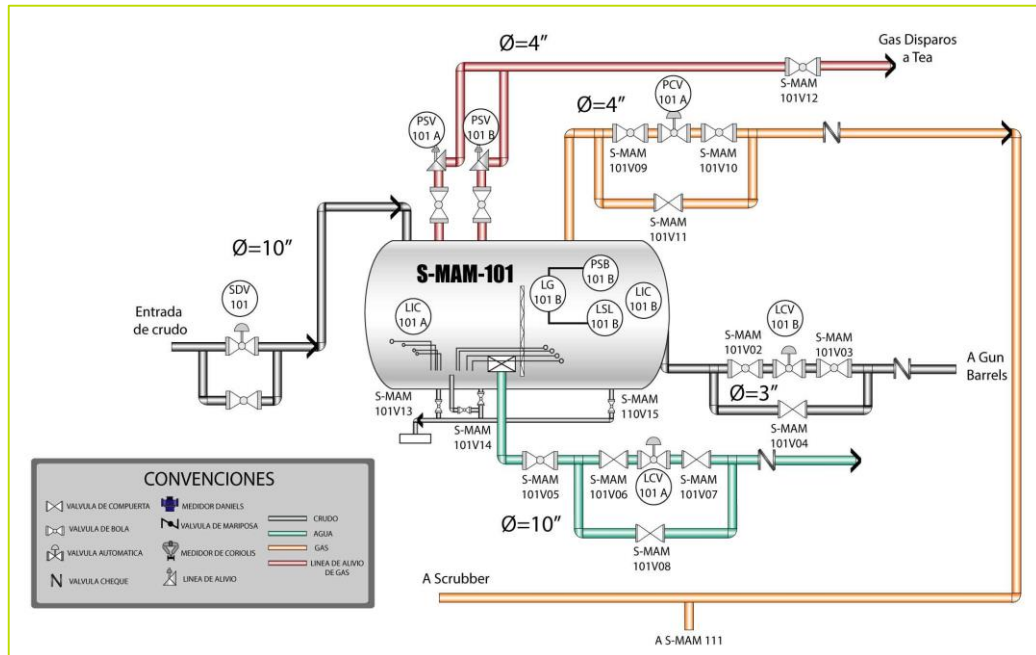 Ø=4"
Gas Disparos
a Tea
S-MAM
101V12
PSV
101 A
PSV
101 B
Ø=4"
PCV
101 A
S-MAM
101V09
S-MAM
101V10
S-MAM
101V11
Ø=10"
SDV
101
Entrada
de crudo
S-MAM-101
LIC
101 A
LG
101 B
PSB
101 B
LSL
101 B
LIC
101 B
S-MAM
101V02
LCV
101 B
S-MAM
101V03
A Gun
Barrels
Ø=3"
S-MAM
101V04
S-MAM
101V13
S-MAM
101V14
S-MAM
110V15
S-MAM
101V05
S-MAM
101V06
LCV
101 A
S-MAM
101V07
Ø=10"
S-MAM
101V08
A Scrubber
A S-MAM 111
CONVENCIONES
VALVULA DE COMPUERTA
VALVULA DE BOLA
VALVULA AUTOMATICA
VALVULA CHEQUE
MEDIDOR DANIELS
VALVULA DE MARIPOSA
MEDIDOR DE CORIOLIS
LINEA DE ALIVIO
CRUDO
AGUA
GAS
LINEA DE ALIVIO
DE GAS